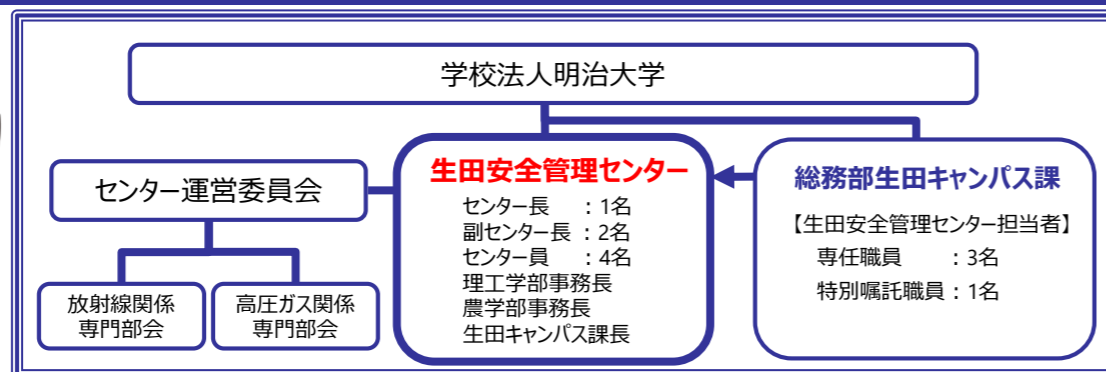 学校法人明治大学
センター運営委員会
放射線関係
専門部会
高圧ガス関係
専門部会
生田安全管理センター
センター長　：1名
副センター長：2名
センター員　：4名
理工学部事務長
農学部事務長
生田キャンパス課長
総務部生田キャンパス課
【生田安全管理センター担当者】
専任職員　　：3名
特別嘱託職員：1名